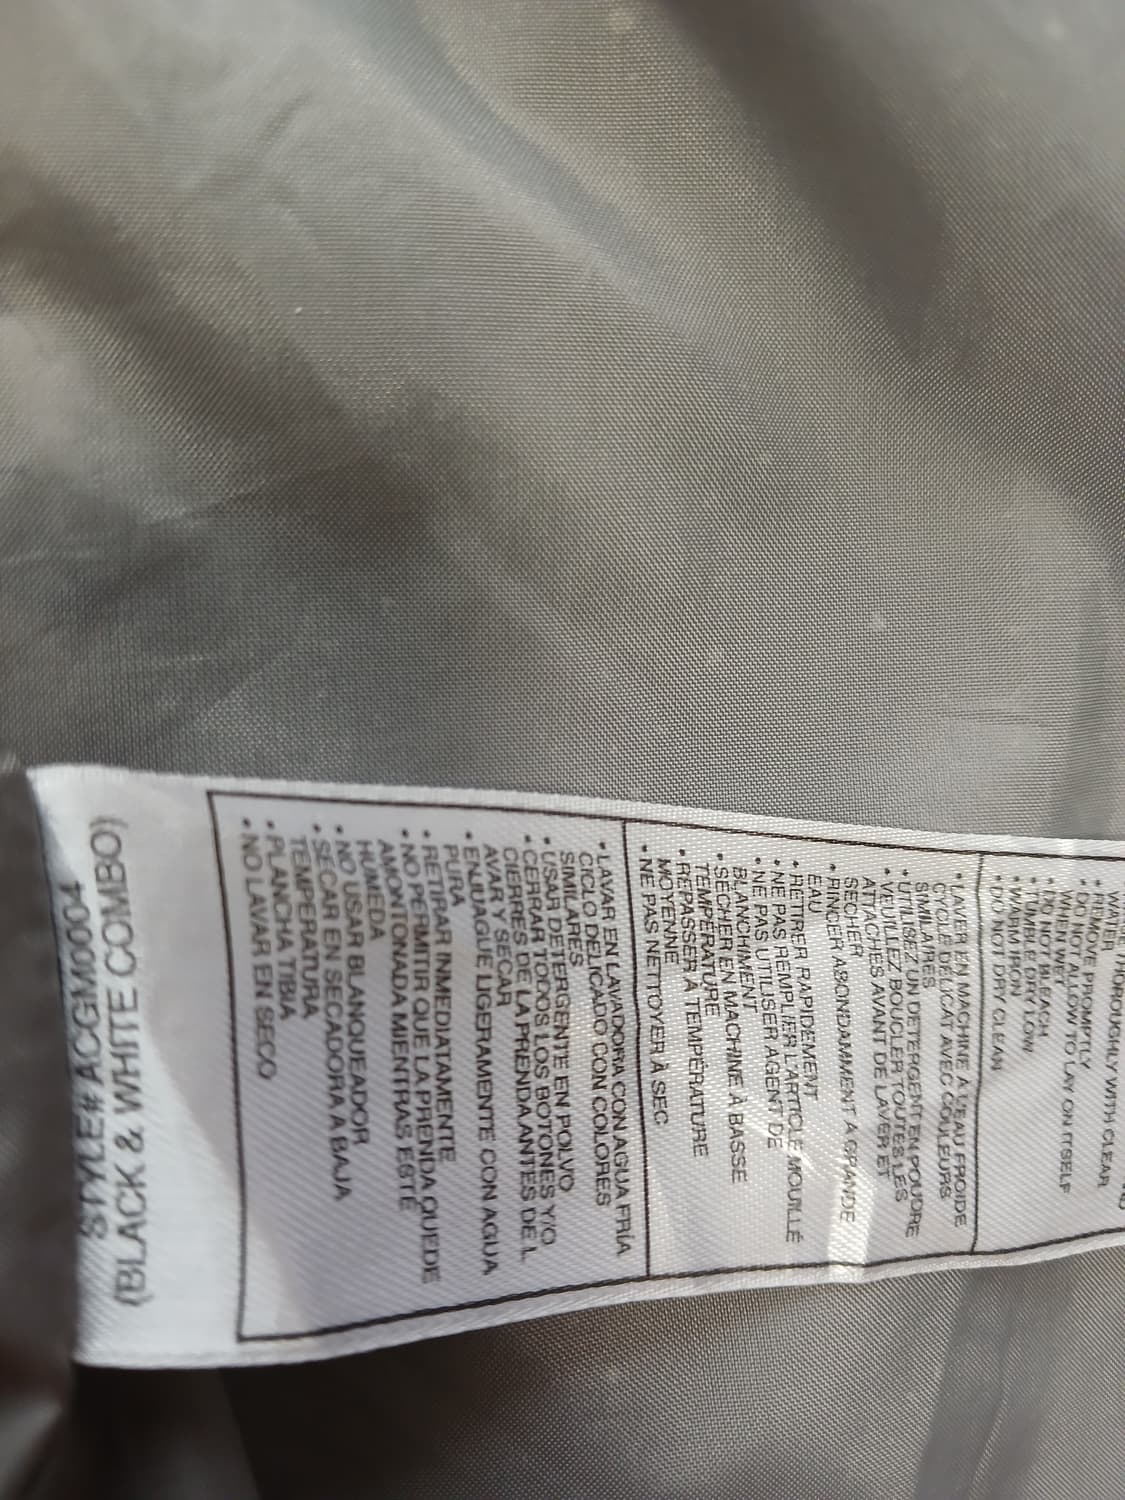 THOROUGHLY WITH CLEAR
WATER
• REMOVE PROMPTLY
• DO NOT ALLOW TO LAY ON ITSELF
WHEN WET
• DO NOT BLEACH
• TUMBLE DRY LOW
• WARM IRON
• DO NOT DRY CLEAN
• LAVER EN MACHINE À L'EAU FROIDE
CYCLE DÉLICAT AVEC COULEURS
SIMILAIRES
• UTILISEZ UN DETERGENT EN POUDRE
• VEUILLEZ BOUCLER TOUTES LES
ATTACHES AVANT DE LAVER ET
SECHER
• RINCER ABONDAMMENT À GRANDE
EAU
• RETIRER RAPIDEMENT
• NE PAS REMPLIER L'ARTICLE MOUILLÉ
• NE PAS UTILISER AGENT DE
BLANCHIMENT
• SÉCHER EN MACHINE À BASSE
TEMPÉRATURE
• REPASSER À TEMPÉRATURE
MOYENNE
• NE PAS NETTOYER À SEC
• LAVAR EN LAVADORA CON AGUA FRÍA
CICLO DELICADO CON COLORES
SIMILARES
• USAR DETERGENTE EN POLVO
• CERRAR TODOS LOS BOTONES Y/O
CIERRES DE LA PRENDA ANTES DE L
AVAR Y SECAR
• ENJUAGUE LIGERAMENTE CON AGUA
PURA
• RETIRAR INMEDIATAMENTE
• NO PERMITIR QUE LA PRENDA QUEDE
AMONTONADA MIENTRAS ESTÉ
HUMEDA
• NO USAR BLANQUEADOR
• SECAR EN SECADORA A BAJA
TEMPERATURA
• PLANCHA TIBIA
• NO LAVAR EN SECO
STYLE# ACGM0004
(BLACK & WHITE COMBO)